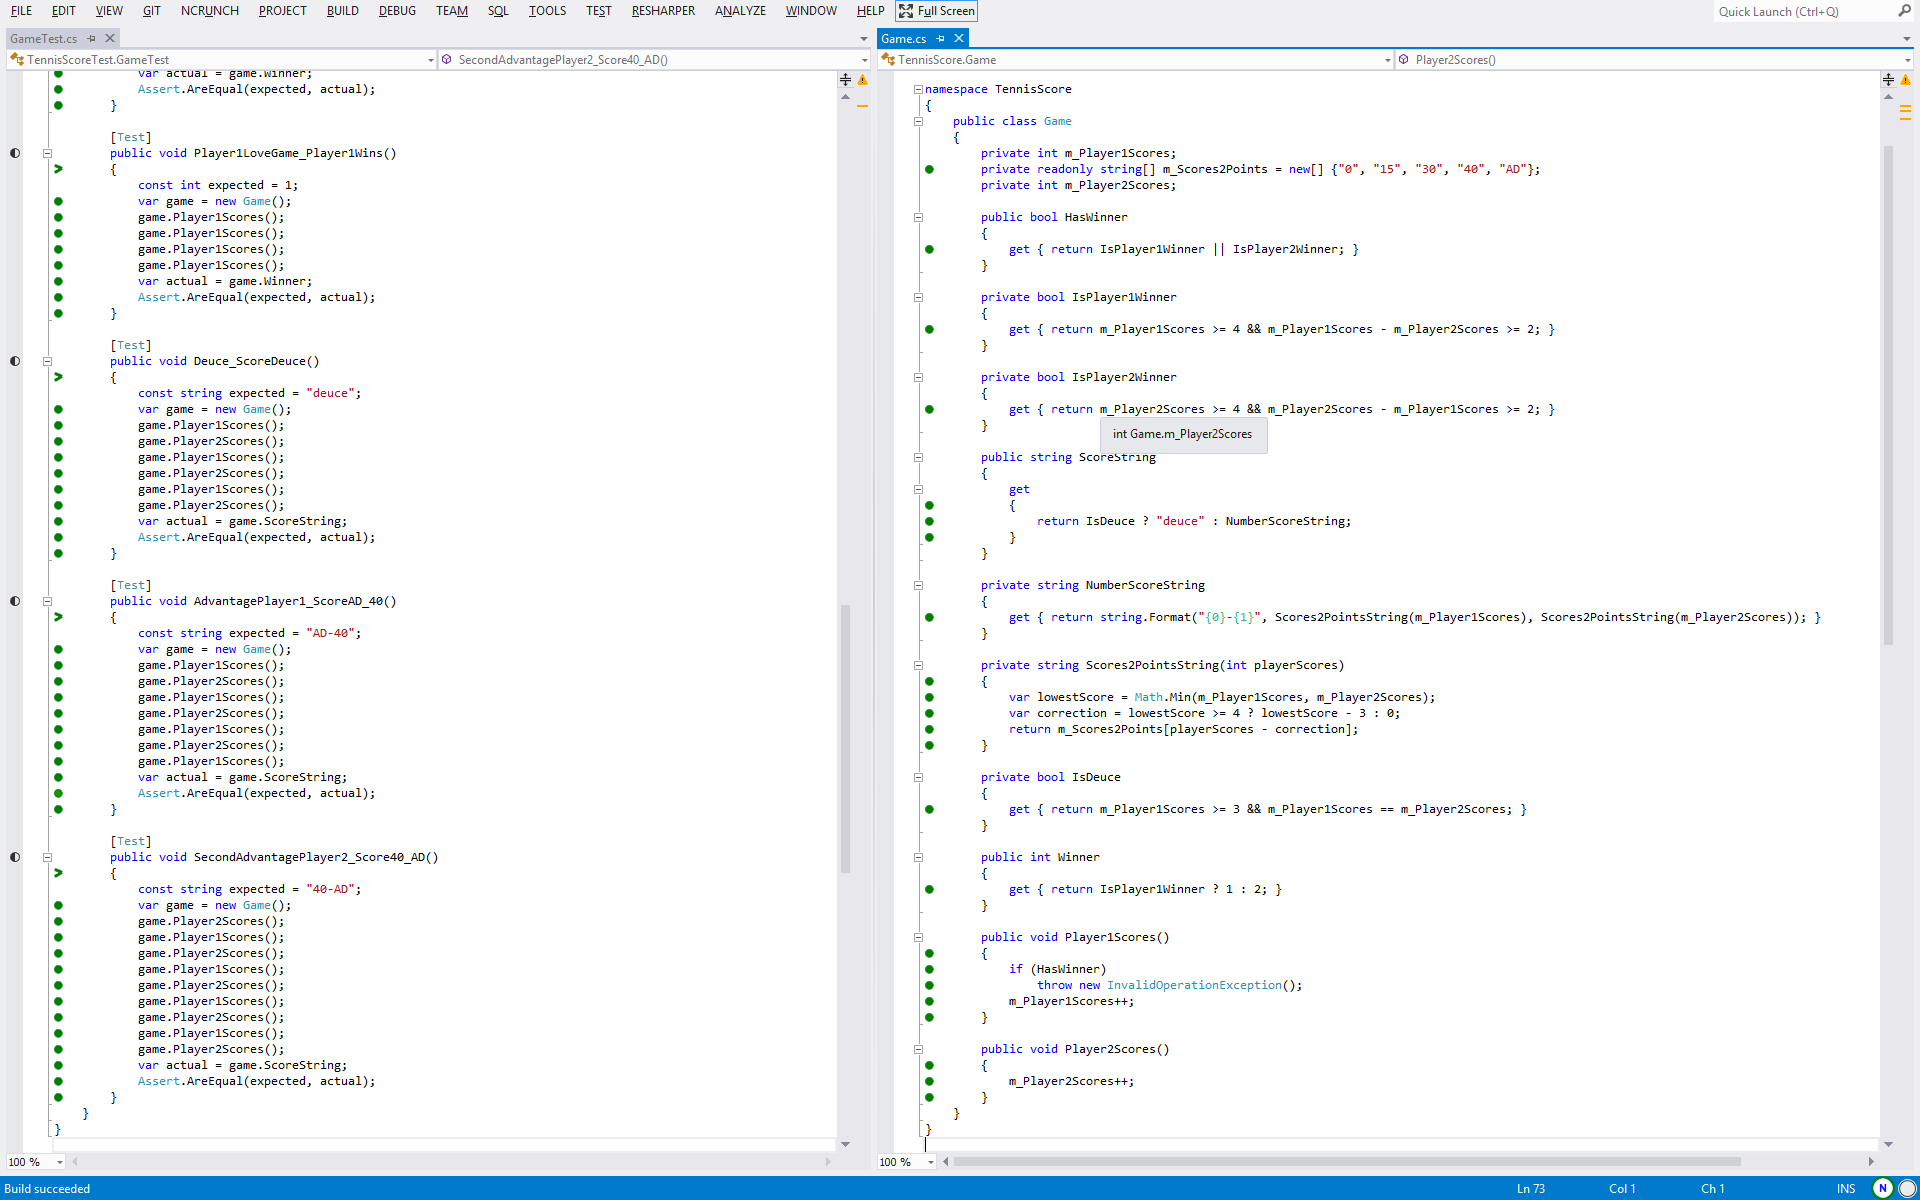 FILE EDIT VIEW GIT NCRUNCH PROJECT BUILD DEBUG TEAM SQL TOOLS TEST RESHARPER ANALYZE WINDOW HELP Full Screen Quick Launch (Ctrl+Q)
GameTest.cs
TennisScoreTest.GameTest SecondAdvantagePlayer2_Score40_AD()
var actual = game.Winner;
Assert.AreEqual(expected, actual);
}
[Test]
public void Player1LoveGame_Player1Wins()
{
const int expected = 1;
var game = new Game();
game.Player1Scores();
game.Player1Scores();
game.Player1Scores();
game.Player1Scores();
var actual = game.Winner;
Assert.AreEqual(expected, actual);
}
[Test]
public void Deuce_ScoreDeuce()
{
const string expected = "deuce";
var game = new Game();
game.Player1Scores();
game.Player2Scores();
game.Player1Scores();
game.Player2Scores();
game.Player1Scores();
game.Player2Scores();
var actual = game.ScoreString;
Assert.AreEqual(expected, actual);
}
[Test]
public void AdvantagePlayer1_ScoreAD_40()
{
const string expected = "AD-40";
var game = new Game();
game.Player1Scores();
game.Player2Scores();
game.Player1Scores();
game.Player2Scores();
game.Player1Scores();
game.Player2Scores();
game.Player1Scores();
var actual = game.ScoreString;
Assert.AreEqual(expected, actual);
}
[Test]
public void SecondAdvantagePlayer2_Score40_AD()
{
const string expected = "40-AD";
var game = new Game();
game.Player2Scores();
game.Player1Scores();
game.Player2Scores();
game.Player1Scores();
game.Player2Scores();
game.Player1Scores();
game.Player2Scores();
game.Player1Scores();
game.Player2Scores();
var actual = game.ScoreString;
Assert.AreEqual(expected, actual);
}
}
}
100 %
Game.cs
TennisScore.Game Player2Scores()
namespace TennisScore
{
public class Game
{
private int m_Player1Scores;
private readonly string[] m_Scores2Points = new[] {"0", "15", "30", "40", "AD"};
private int m_Player2Scores;
public bool HasWinner
{
get { return IsPlayer1Winner || IsPlayer2Winner; }
}
private bool IsPlayer1Winner
{
get { return m_Player1Scores >= 4 && m_Player1Scores - m_Player2Scores >= 2; }
}
private bool IsPlayer2Winner
{
get { return m_Player2Scores >= 4 && m_Player2Scores - m_Player1Scores >= 2; }
}
int Game.m_Player2Scores
public string ScoreString
{
get
{
return IsDeuce ? "deuce" : NumberScoreString;
}
}
private string NumberScoreString
{
get { return string.Format("{0}-{1}", Scores2PointsString(m_Player1Scores), Scores2PointsString(m_Player2Scores)); }
}
private string Scores2PointsString(int playerScores)
{
var lowestScore = Math.Min(m_Player1Scores, m_Player2Scores);
var correction = lowestScore >= 4 ? lowestScore - 3 : 0;
return m_Scores2Points[playerScores - correction];
}
private bool IsDeuce
{
get { return m_Player1Scores >= 3 && m_Player1Scores == m_Player2Scores; }
}
public int Winner
{
get { return IsPlayer1Winner ? 1 : 2; }
}
public void Player1Scores()
{
if (HasWinner)
throw new InvalidOperationException();
m_Player1Scores++;
}
public void Player2Scores()
{
m_Player2Scores++;
}
}
}
100 %
Build succeeded Ln 73 Col 1 Ch 1 INS N